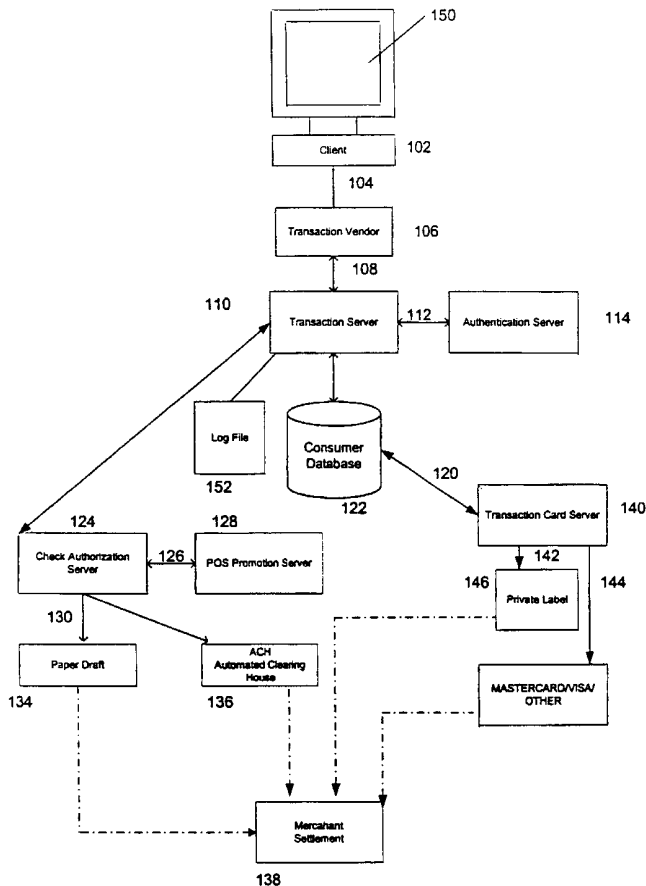 150
Client
102
104
Transaction Vendor
106
108
110
Transaction Server
112
Authentication Server
114
Log File
Consumer
Database
152
122
120
Transaction Card Server
140
124
128
Check Authorization
Server
126
POS Promotion Server
142
146
144
Private Label
130
Paper Draft
ACH
Automated Clearing
House
134
136
MASTERCARD/VISA/
OTHER
Mercahant
Settlement
138